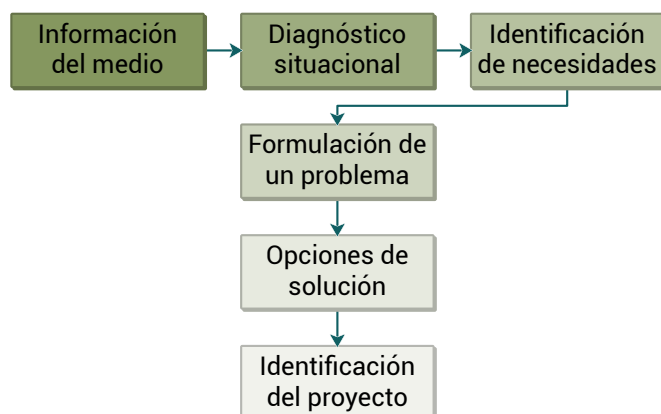 Información
del medio
Diagnóstico
situacional
Identificación
de necesidades
Formulación de
un problema
Opciones de
solución
Identificación
del proyecto